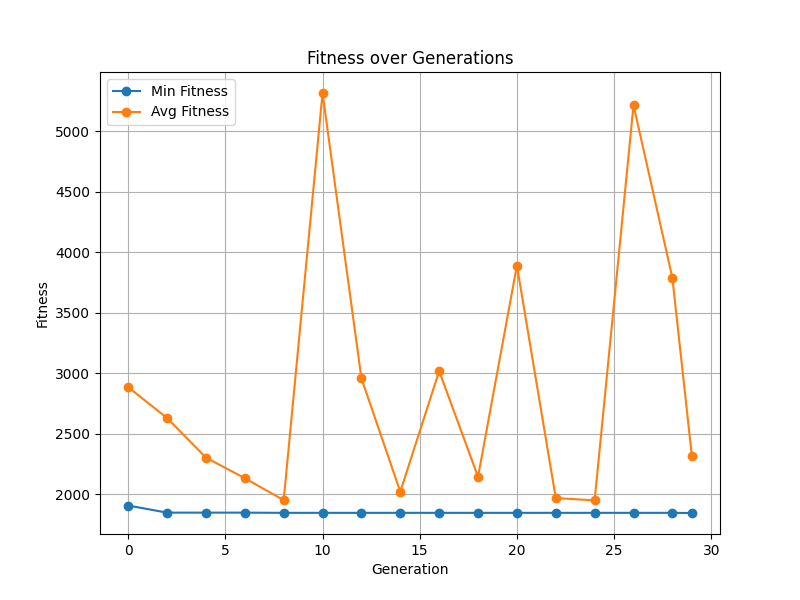 Fitness over Generations
Min Fitness
Avg Fitness
5000
4500
4000
3500
3000
2500
2000
Fitness
0 5 10 15 20 25 30
Generation